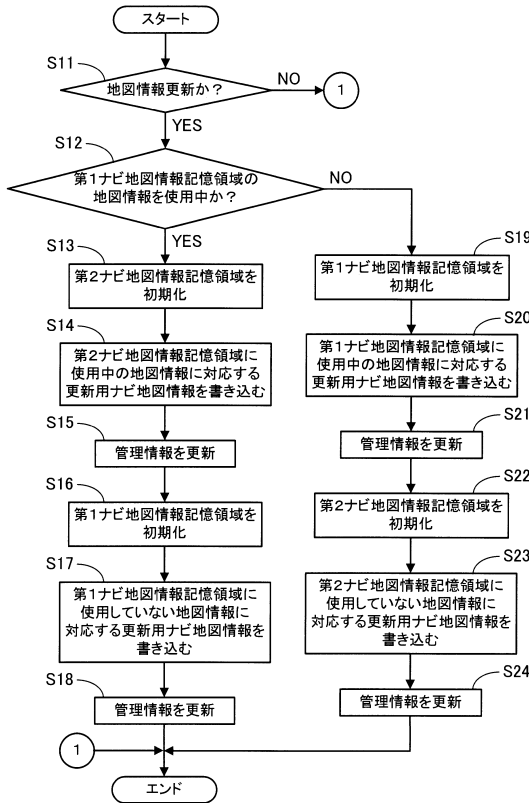 スタート
S11
地図情報更新か？
NO
1
YES
S12
第1ナビ地図情報記憶領域の
地図情報を使用中か？
NO
YES
S13
第2ナビ地図情報記憶領域を
初期化
S14
第2ナビ地図情報記憶領域に
使用中の地図情報に対応する
更新用ナビ地図情報を書き込む
S15
管理情報を更新
S16
第1ナビ地図情報記憶領域を
初期化
S17
第1ナビ地図情報記憶領域に
使用していない地図情報に
対応する更新用ナビ地図情報を
書き込む
S18
管理情報を更新
S19
第1ナビ地図情報記憶領域を
初期化
S20
第1ナビ地図情報記憶領域に
使用中の地図情報に対応する
更新用ナビ地図情報を書き込む
S21
管理情報を更新
S22
第2ナビ地図情報記憶領域を
初期化
S23
第2ナビ地図情報記憶領域に
使用していない地図情報に
対応する更新用ナビ地図情報を
書き込む
S24
管理情報を更新
1
エンド